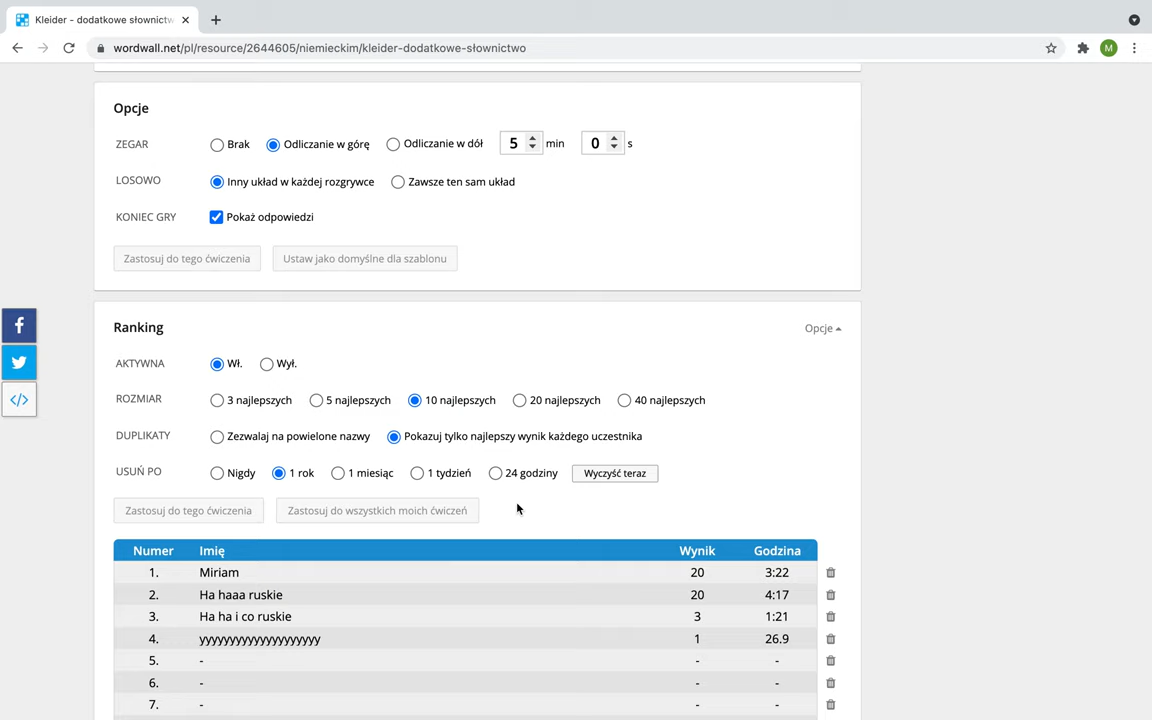 Kleider - dodatkowe słownictw
wordwall.net/pl/resource/2644605/niemieckim/kleider-dodatkowe-słownictwo
M
Opcje
ZEGAR Brak Odliczanie w górę Odliczanie w dół 5 min 0 s
LOSOWO Inny układ w każdej rozgrywce Zawsze ten sam układ
KONIEC GRY Pokaż odpowiedzi
Zastosuj do tego ćwiczenia Ustaw jako domyślne dla szablonu
Ranking Opcje
AKTYWNA Wł. Wył.
ROZMIAR 3 najlepszych 5 najlepszych 10 najlepszych 20 najlepszych 40 najlepszych
DUPLIKATY Zezwalaj na powielone nazwy Pokazuj tylko najlepszy wynik każdego uczestnika
USUŃ PO Nigdy 1 rok 1 miesiąc 1 tydzień 24 godziny Wyczyść teraz
Zastosuj do tego ćwiczenia Zastosuj do wszystkich moich ćwiczeń
Numer Imię Wynik Godzina
1. Miriam 20 3:22
2. Ha haaa ruskie 20 4:17
3. Ha ha i co ruskie 3 1:21
4. yyyyyyyyyyyyyyyyyyyy 1 26.9
5. - - -
6. - - -
7. - - -